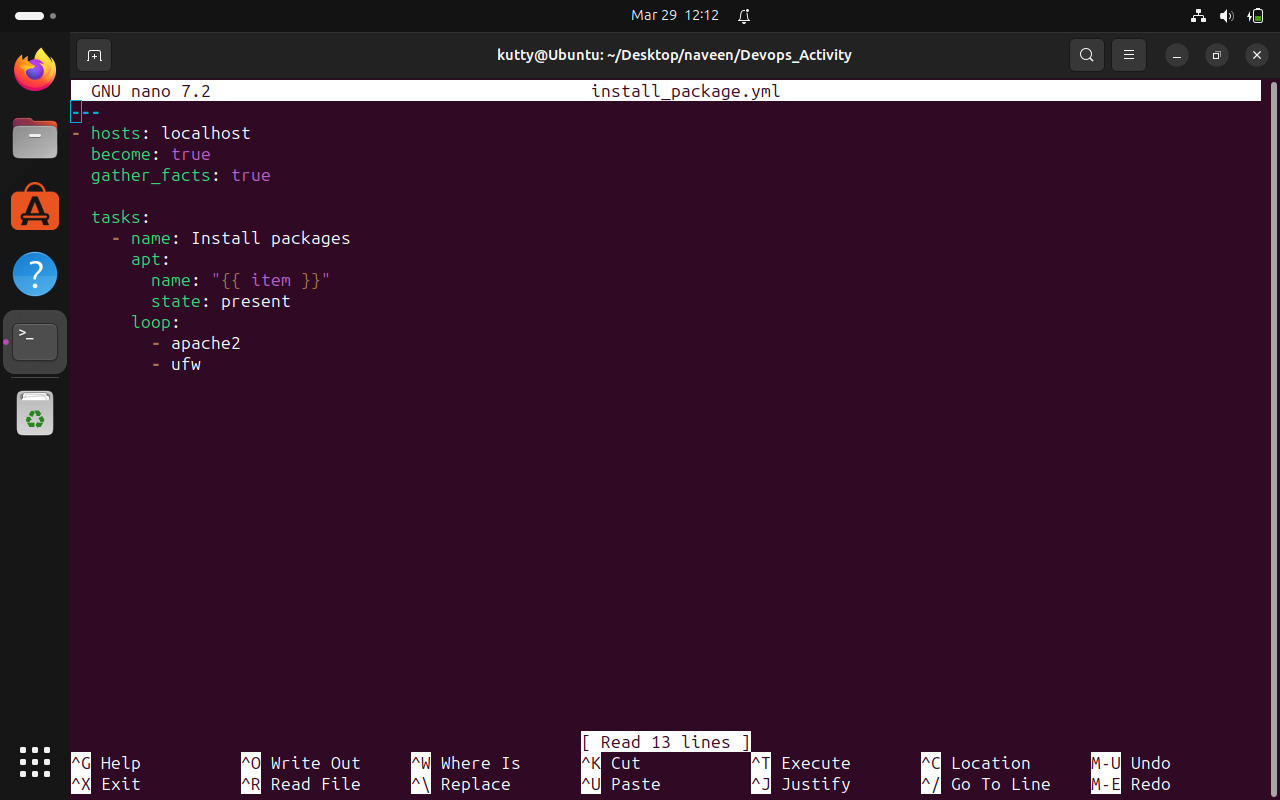 Mar 29 12:12
kutty@Ubuntu: ~/Desktop/naveen/Devops_Activity
GNU nano 7.2 install_package.yml
---
- hosts: localhost
  become: true
  gather_facts: true

  tasks:
    - name: Install packages
      apt:
        name: "{{ item }}"
        state: present
      loop:
        - apache2
        - ufw
[ Read 13 lines ]
^G Help ^O Write Out ^W Where Is ^K Cut ^T Execute ^C Location M-U Undo
^X Exit ^R Read File ^\ Replace ^U Paste ^J Justify ^/ Go To Line M-E Redo